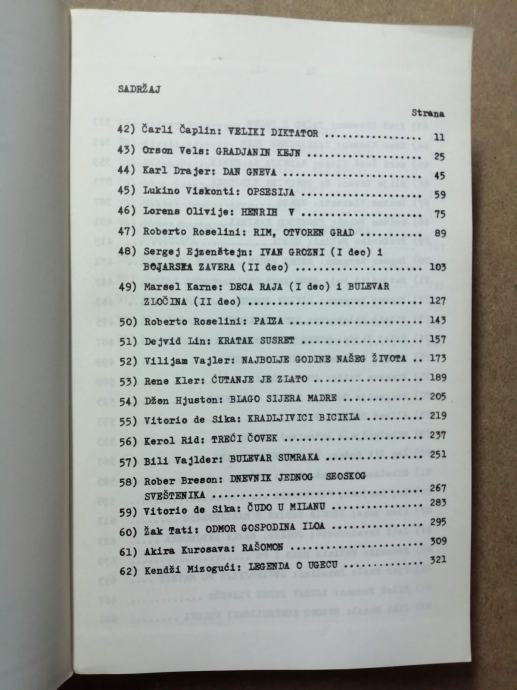 SADRŽAJ
Strana
42) Čarli Čaplin: VELIKI DIKTATOR .................. 11
43) Orson Vels: GRADJANIN KEJN ..................... 25
44) Karl Drajer: DAN GNEVA ......................... 45
45) Lukino Viskonti: OPSESIJA ...................... 59
46) Lorens Olivije: HENRIH V ...................... 75
47) Roberto Roselini: RIM, OTVOREN GRAD ............ 89
48) Sergej Ejzenštejn: IVAN GROZNI (I deo) i
BOJARSKA ZAVERA (II deo) ................... 103
49) Marsel Karne: DECA RAJA (I deo) i BULEVAR
ZLOČINA (II deo) ........................... 127
50) Roberto Roselini: PAIZA ........................ 143
51) Dejvid Lin: KRATAK SUSRET ...................... 157
52) Vilijam Vajler: NAJBOLJE GODINE NAŠEG ŽIVOTA .. 173
53) Rene Kler: ĆUTANJE JE ZLATO .................... 189
54) Džen Hjuston: BLAGO SIJERA MADRE ............... 205
55) Vitorio de Sika: KRADLJIVICI BICIKLA ........... 219
56) Kerol Rid: TREĆI ČOVEK ......................... 237
57) Bili Vajlder: BULEVAR SUMRAKA .................. 251
58) Rober Breson: DNEVNIK JEDNOG SEOSKOG
SVEŠTENIKA ................................. 267
59) Vitorio de Sika: ČUDO U MILANU ................. 283
60) Žak Tati: ODMOR GOSPODINA ILOA ................. 295
61) Akira Kurosava: RAŠOMON ........................ 309
62) Kendži Mizogući: LEGENDA O UGECU ............... 321